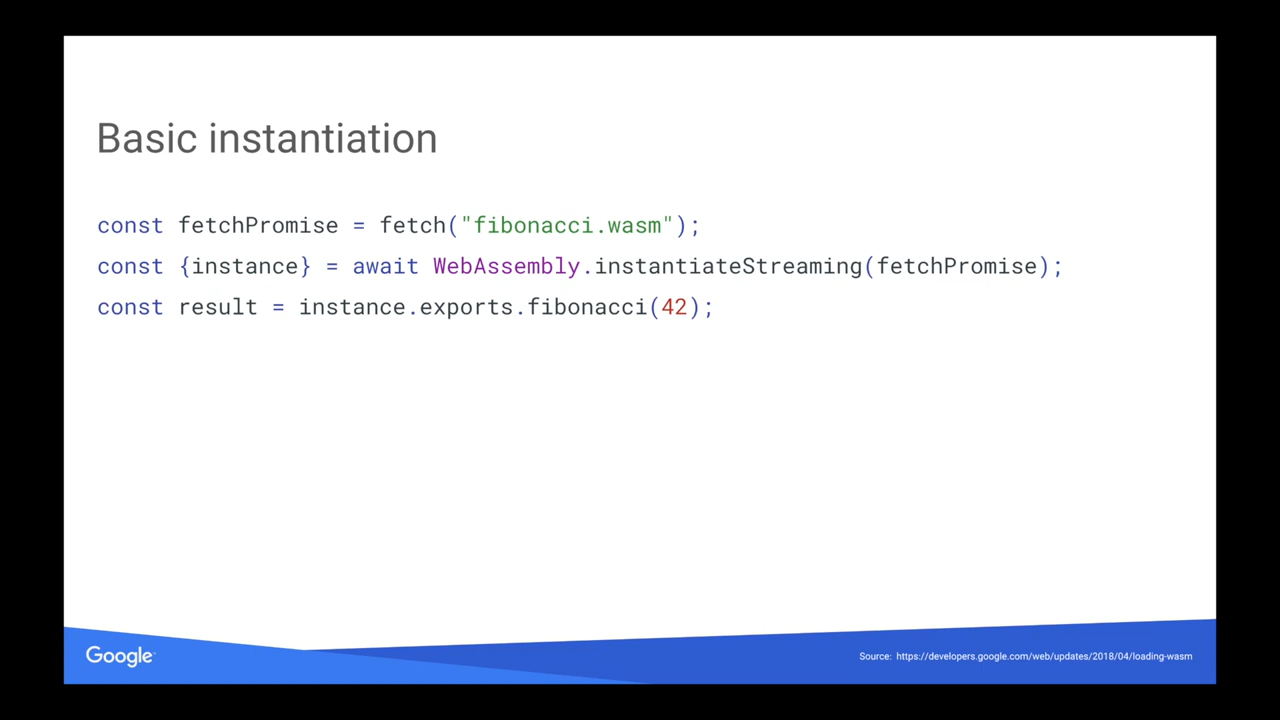 Basic instantiation
const fetchPromise = fetch("fibonacci.wasm");
const {instance} = await WebAssembly.instantiateStreaming(fetchPromise);
const result = instance.exports.fibonacci(42);
Google
Source: https://developers.google.com/web/updates/2018/04/loading-wasm